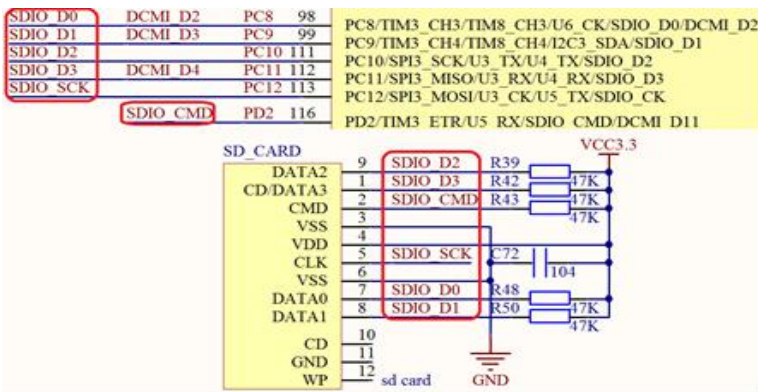 SDIO_D0 DCMI_D2 PC8 98 PC8/TIM3_CH3/TIM8_CH3/U6_CK/SDIO_D0/DCMI_D2
SDIO_D1 DCMI_D3 PC9 99 PC9/TIM3_CH4/TIM8_CH4/I2C3_SDA/SDIO_D1
SDIO_D2 PC10 111 PC10/SPI3_SCK/U3_TX/U4_TX/SDIO_D2
SDIO_D3 DCMI_D4 PC11 112 PC11/SPI3_MISO/U3_RX/U4_RX/SDIO_D3
SDIO_SCK PC12 113 PC12/SPI3_MOSI/U3_CK/U5_TX/SDIO_CK
SDIO_CMD PD2 116 PD2/TIM3_ETR/U5_RX/SDIO_CMD/DCMI_D11
SD_CARD VCC3.3
DATA2 9 SDIO_D2 R39 47K
CD/DATA3 1 SDIO_D3 R42 47K
CMD 2 SDIO_CMD R43 47K
VSS 3
VDD 4
CLK 5 SDIO_SCK C72 104
VSS 6
DATA0 7 SDIO_D0 R48 47K
DATA1 8 SDIO_D1 R50 47K
CD 10
GND 11
WP 12 sd card GND